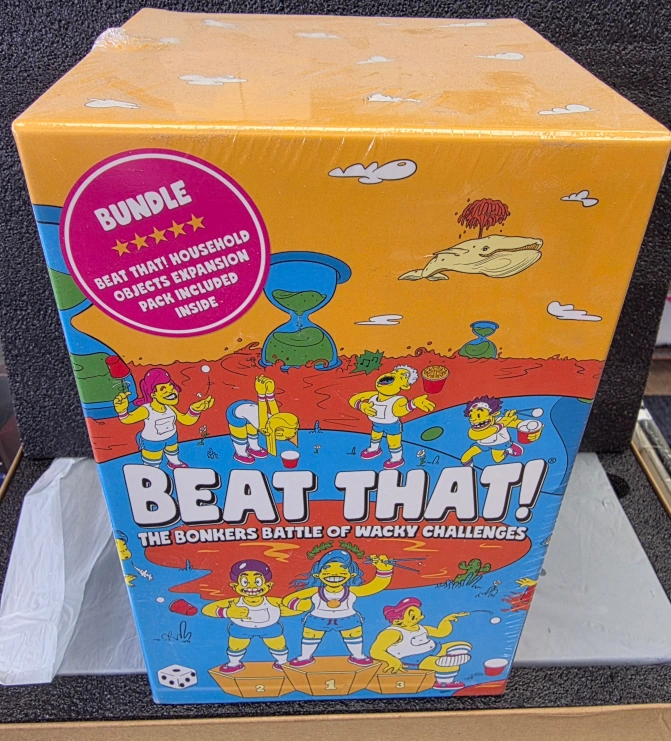 BUNDLE
BEAT THAT! HOUSEHOLD
OBJECTS EXPANSION
PACK INCLUDED
INSIDE
BEAT THAT!®
THE BONKERS BATTLE OF WACKY CHALLENGES
2
1
3